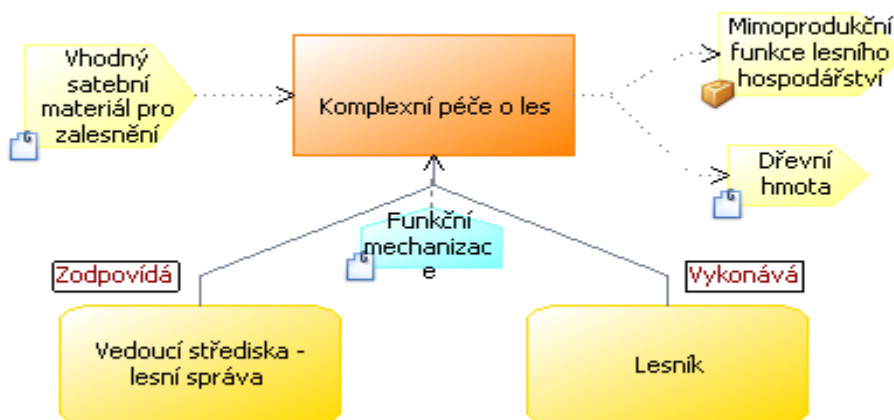 Vhodný
satební
materiál pro
zalesnění
Komplexní péče o les
Mimoprodukční
funkce lesního
hospodářství
Dřevní
hmota
Funkční
mechanizac
e
Zodpovídá
Vykonává
Vedoucí střediska -
lesní správa
Lesník